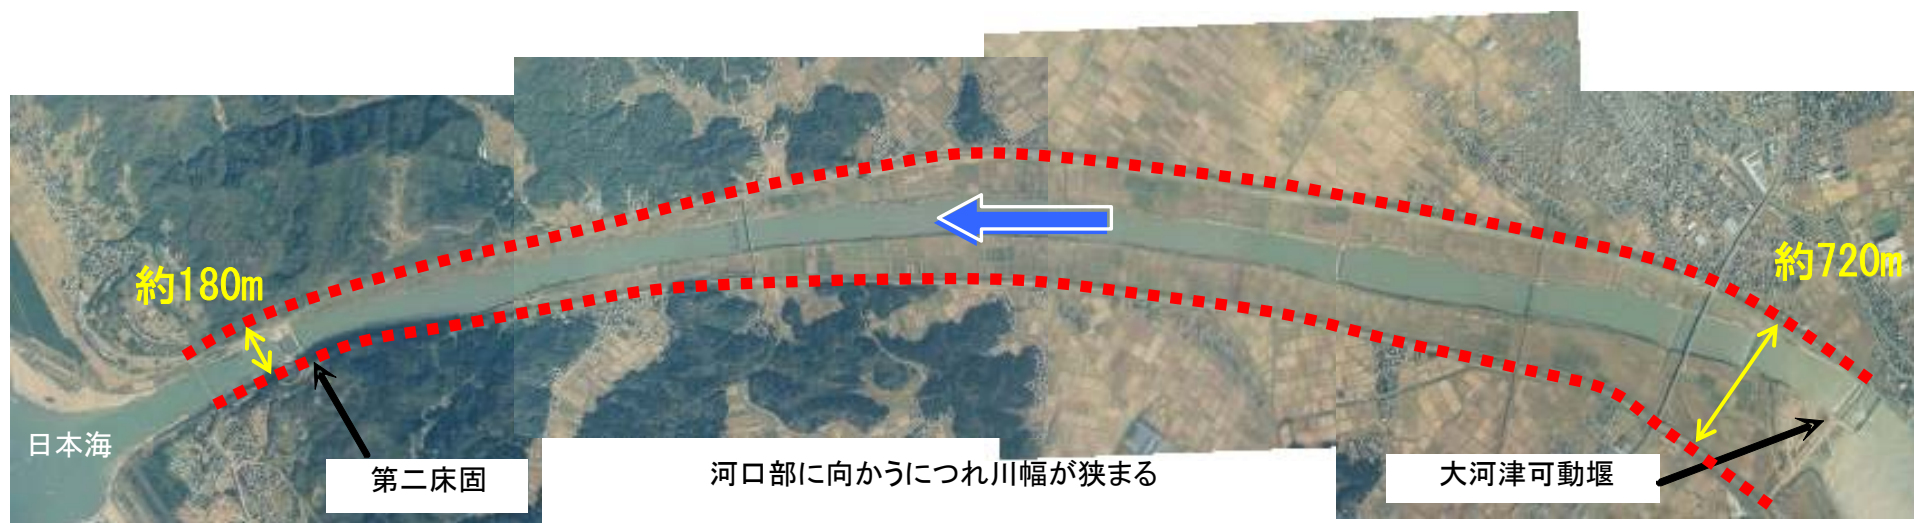 約180m
約720m
日本海
第二床固
河口部に向かうにつれ川幅が狭まる
大河津可動堰